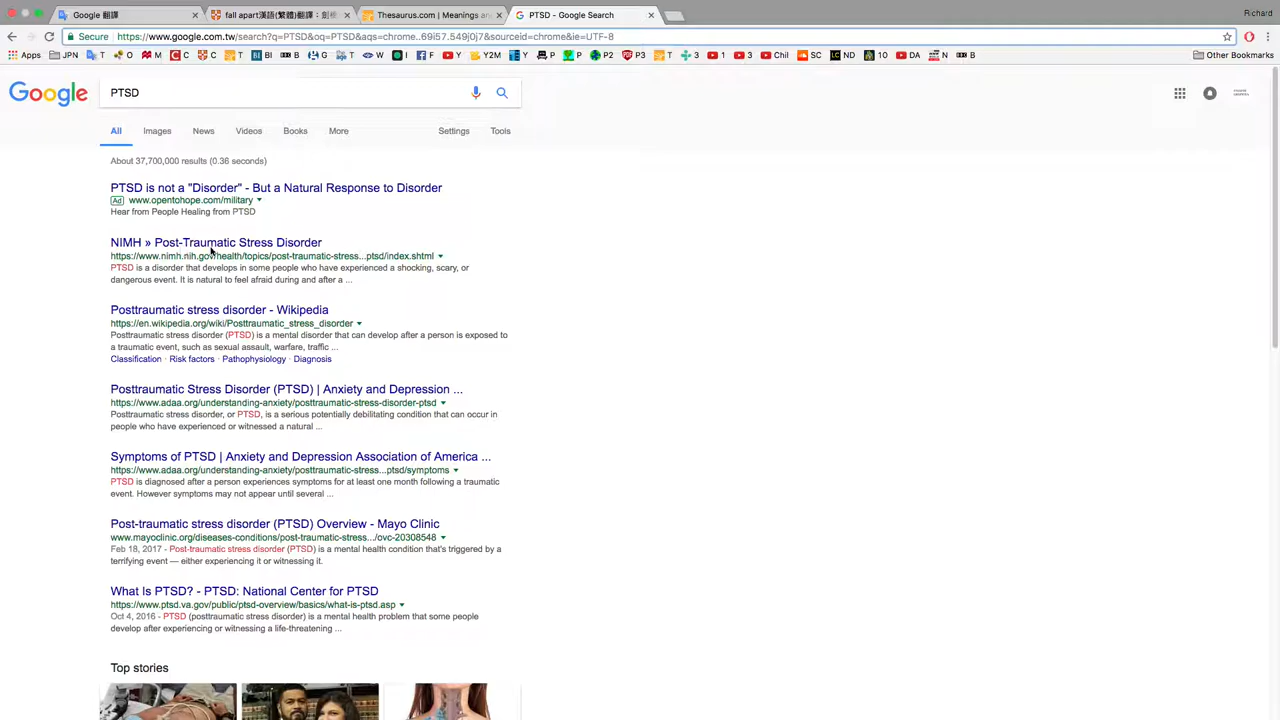 Google 翻譯
fall apart漢語(繁體)翻譯：劍橋
Thesaurus.com | Meanings an
PTSD - Google Search
Richard
Secure
https://www.google.com.tw/search?q=PTSD&oq=PTSD&aqs=chrome..69i57.549j0j7&sourceid=chrome&ie=UTF-8
Apps JPN T O M C C T BI B G T W I F Y Y2M Y P P2 P3 T 3 1 3 Chil SC ND 10 DA N B Other Bookmarks
Google
PTSD
All Images News Videos Books More Settings Tools
About 37,700,000 results (0.36 seconds)
PTSD is not a "Disorder" - But a Natural Response to Disorder
Ad www.opentohope.com/military
Hear from People Healing from PTSD
NIMH » Post-Traumatic Stress Disorder
https://www.nimh.nih.gov/health/topics/post-traumatic-stress...ptsd/index.shtml
PTSD is a disorder that develops in some people who have experienced a shocking, scary, or
dangerous event. It is natural to feel afraid during and after a ...
Posttraumatic stress disorder - Wikipedia
https://en.wikipedia.org/wiki/Posttraumatic_stress_disorder
Posttraumatic stress disorder (PTSD) is a mental disorder that can develop after a person is exposed to
a traumatic event, such as sexual assault, warfare, traffic ...
Classification · Risk factors · Pathophysiology · Diagnosis
Posttraumatic Stress Disorder (PTSD) | Anxiety and Depression ...
https://www.adaa.org/understanding-anxiety/posttraumatic-stress-disorder-ptsd
Posttraumatic stress disorder, or PTSD, is a serious potentially debilitating condition that can occur in
people who have experienced or witnessed a natural ...
Symptoms of PTSD | Anxiety and Depression Association of America ...
https://www.adaa.org/understanding-anxiety/posttraumatic-stress...ptsd/symptoms
PTSD is diagnosed after a person experiences symptoms for at least one month following a traumatic
event. However symptoms may not appear until several ...
Post-traumatic stress disorder (PTSD) Overview - Mayo Clinic
www.mayoclinic.org/diseases-conditions/post-traumatic-stress.../ovc-20308548
Feb 18, 2017 - Post-traumatic stress disorder (PTSD) is a mental health condition that's triggered by a
terrifying event — either experiencing it or witnessing it.
What Is PTSD? - PTSD: National Center for PTSD
https://www.ptsd.va.gov/public/ptsd-overview/basics/what-is-ptsd.asp
Oct 4, 2016 - PTSD (posttraumatic stress disorder) is a mental health problem that some people
develop after experiencing or witnessing a life-threatening ...
Top stories